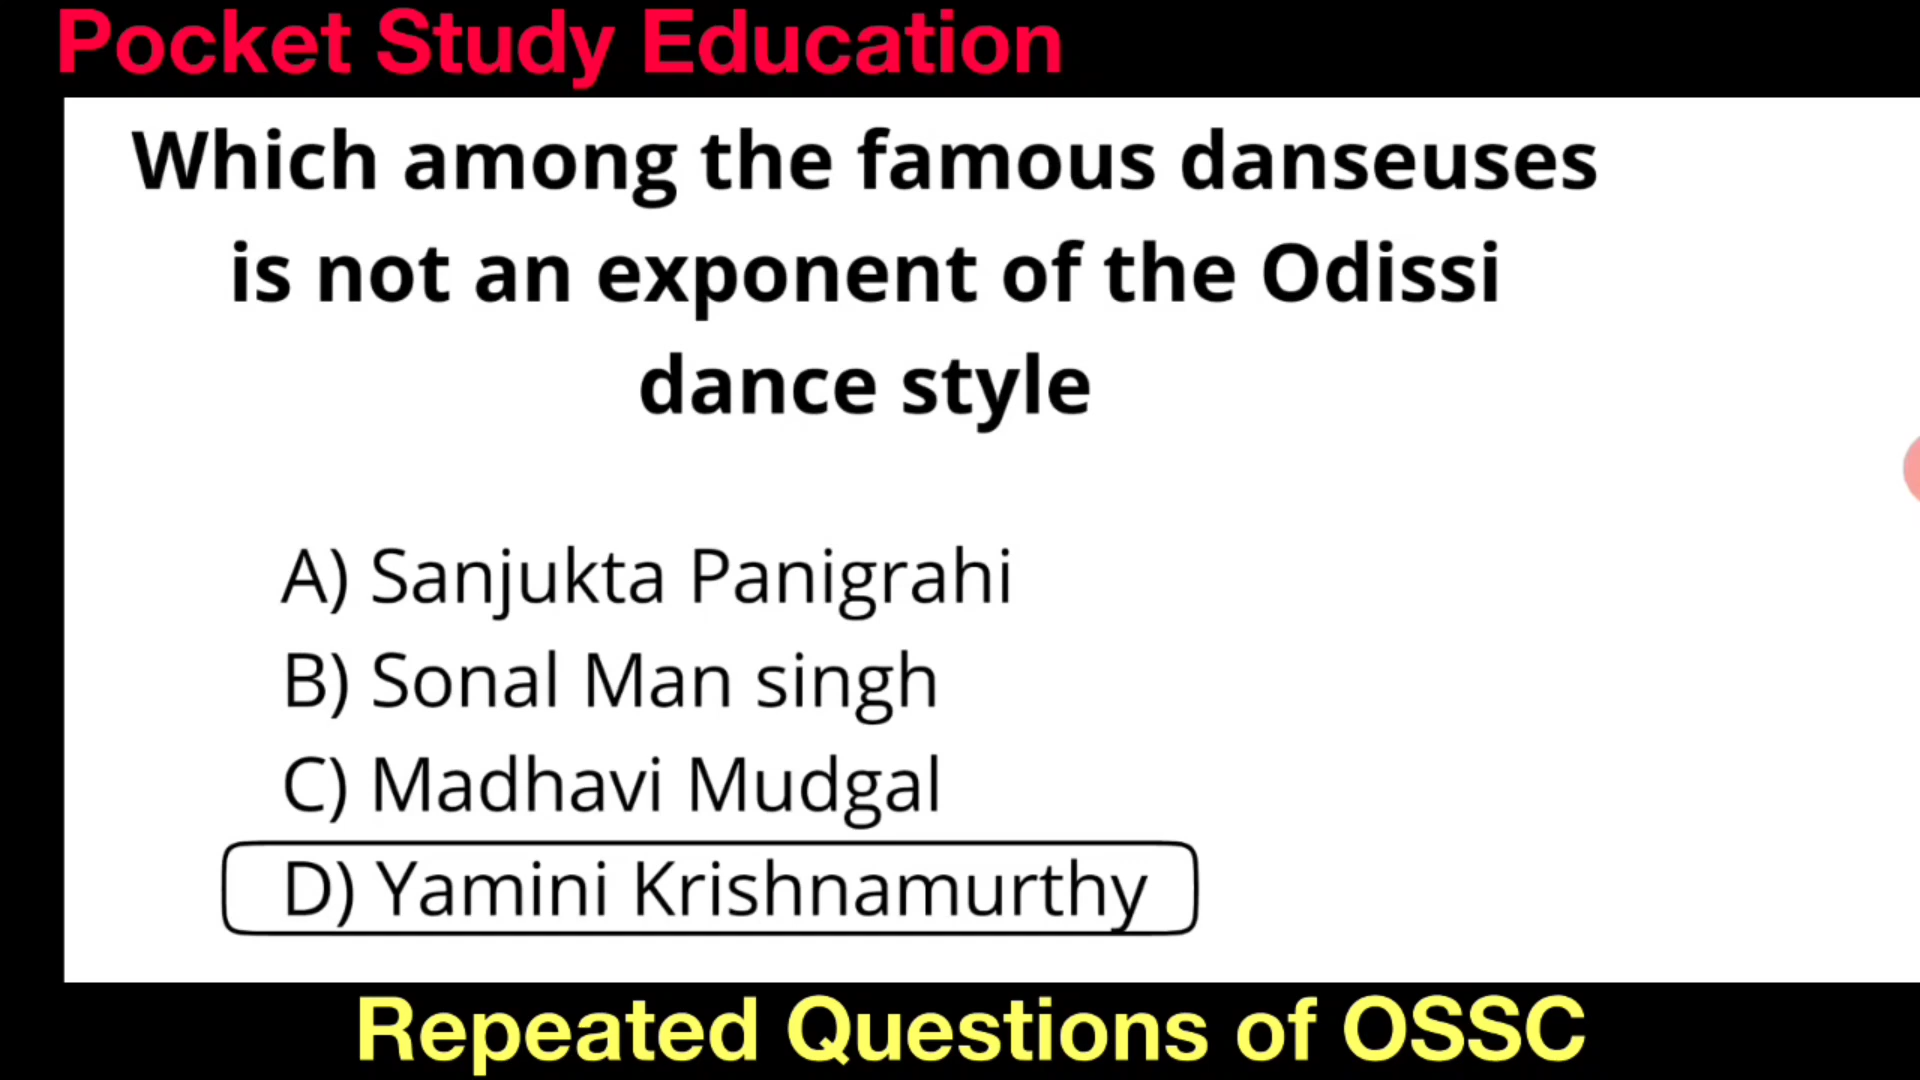 Pocket Study Education
Which among the famous danseuses
is not an exponent of the Odissi
dance style
A) Sanjukta Panigrahi
B) Sonal Man singh
C) Madhavi Mudgal
D) Yamini Krishnamurthy
Repeated Questions of OSSC